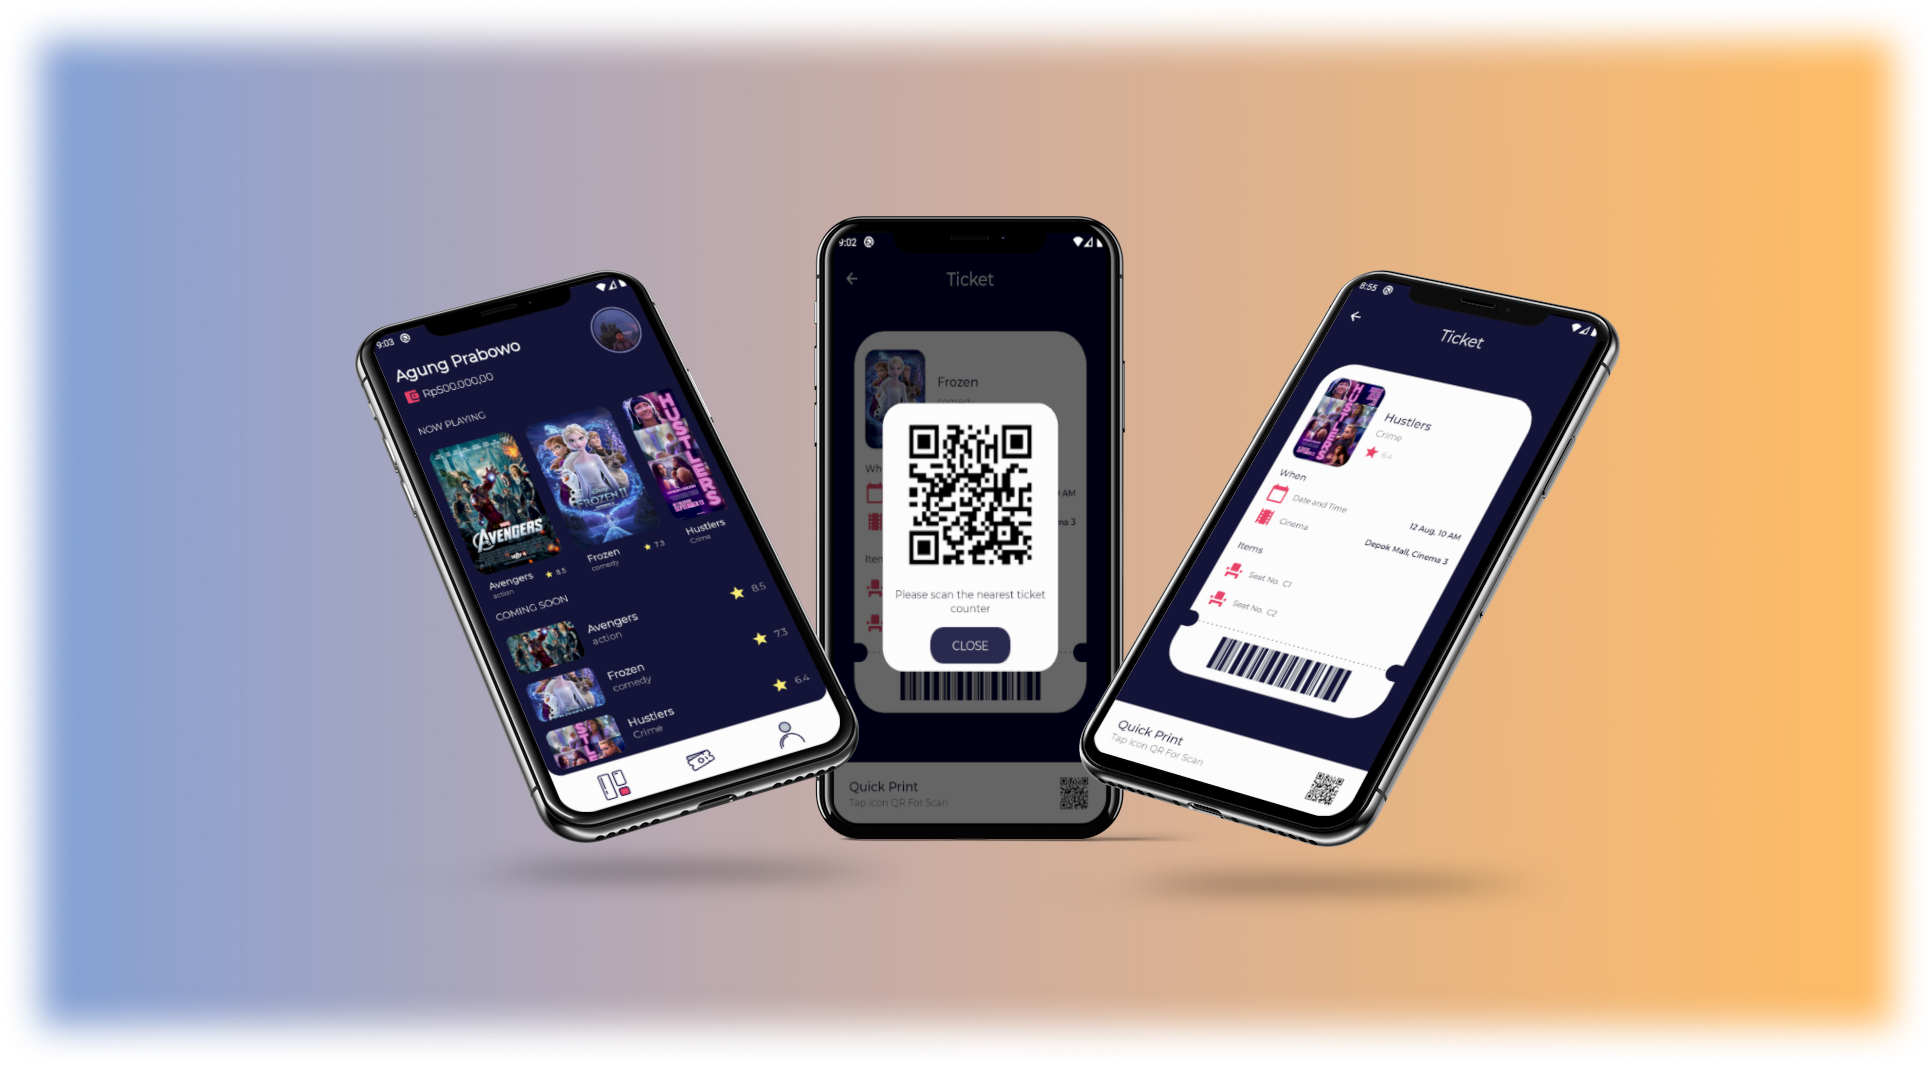 9:03
Agung Prabowo
Rp500.000,00
NOW PLAYING
AVENGERS
FROZEN II
HUSTLERS
Avengers
8.5
action
Frozen
7.3
comedy
Hustlers
Crime
COMING SOON
Avengers
action
8.5
Frozen
comedy
7.3
Hustlers
Crime
6.4
9:02
Ticket
Frozen
comedy
Wh
AM
ma 3
Iten
Please scan the nearest ticket
counter
CLOSE
Quick Print
Tap Icon QR For Scan
8:55
Ticket
HUSTLERS
Hustlers
Crime
6.4
When
Date and Time
12 Aug, 10 AM
Cinema
Depok Mall, Cinema 3
Items
Seat No. C1
Seat No. C2
Quick Print
Tap Icon QR For Scan